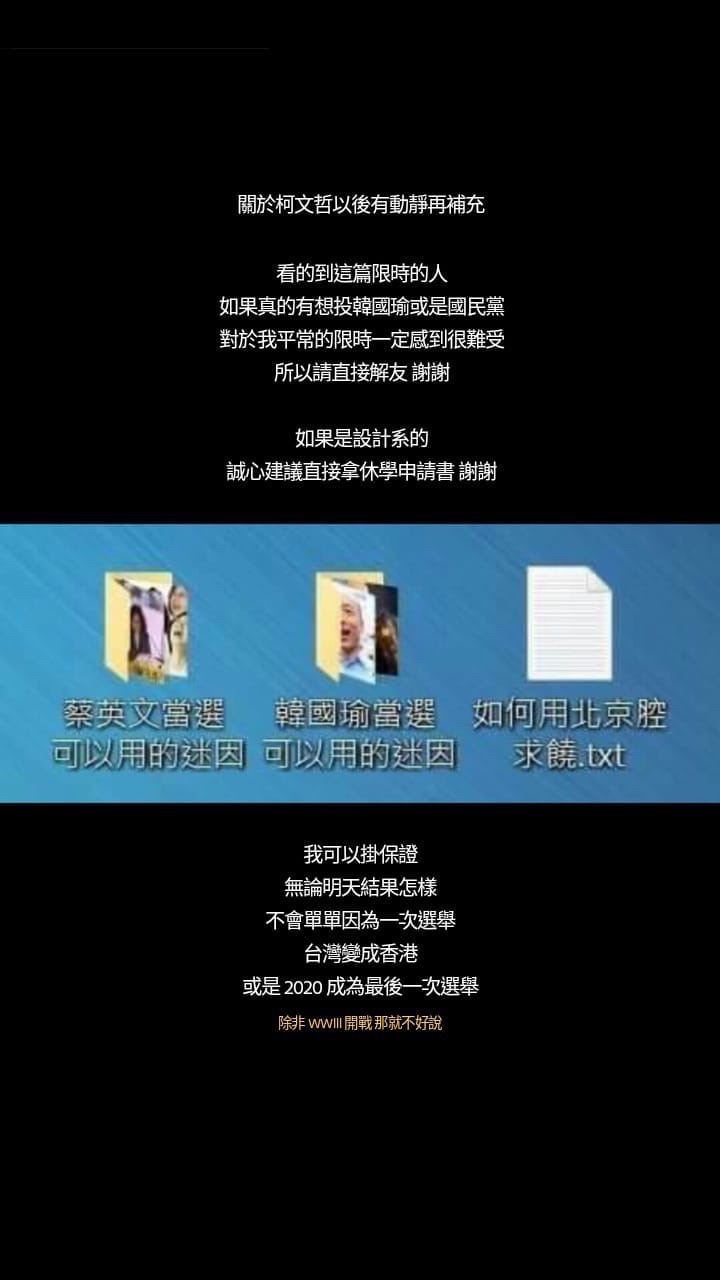 關於柯文哲以後有動靜再補充
看的到這篇限時的人
如果真的有想投韓國瑜或是國民黨
對於我平常的限時一定感到很難受
所以請直接解友 謝謝
如果是設計系的
誠心建議直接拿休學申請書 謝謝
蔡英文當選
可以用的迷因
韓國瑜當選
可以用的迷因
如何用北京腔
求饒.txt
我可以掛保證
無論明天結果怎樣
不會單單因為一次選舉
台灣變成香港
或是 2020 成為最後一次選舉
除非 WWIII 開戰 那就不好說